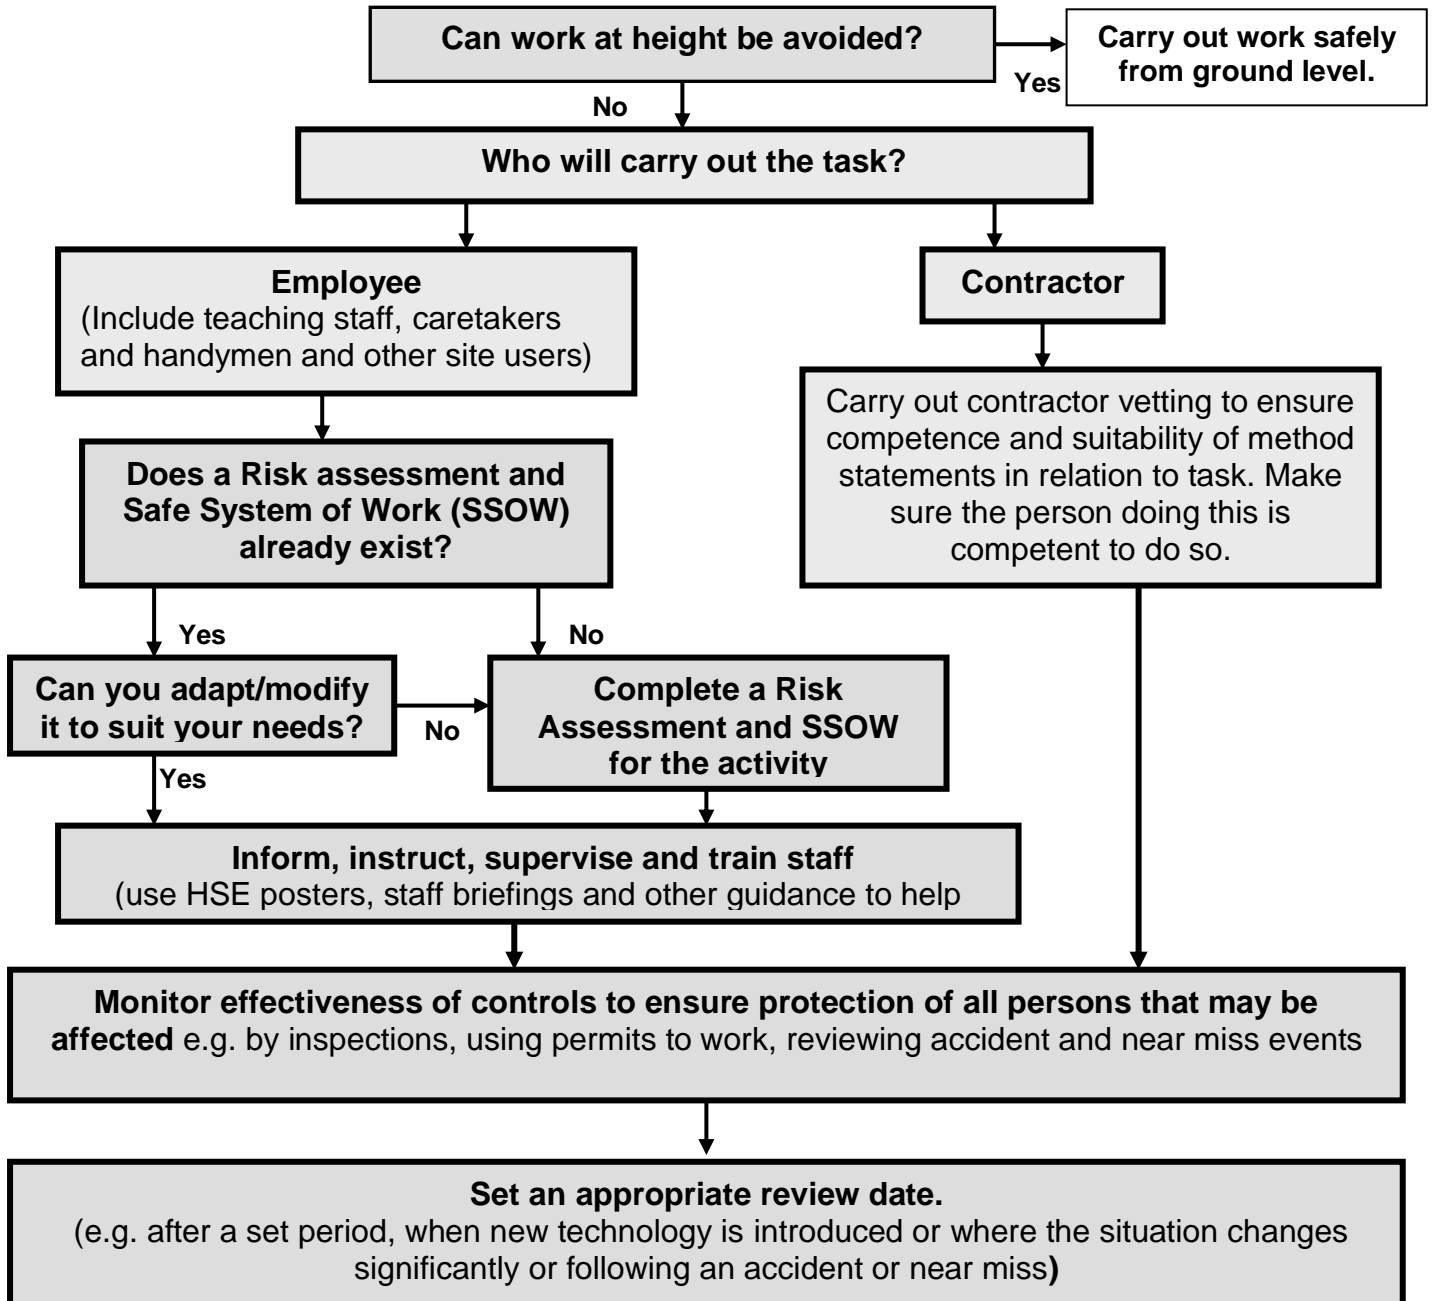 Can work at height be avoided?
Carry out work safely
from ground level.
Yes
No
Who will carry out the task?
Employee
(Include teaching staff, caretakers
and handymen and other site users)
Contractor
Carry out contractor vetting to ensure
competence and suitability of method
statements in relation to task. Make
sure the person doing this is
competent to do so.
Does a Risk assessment and
Safe System of Work (SSOW)
already exist?
Yes
No
Can you adapt/modify
it to suit your needs?
No
Complete a Risk
Assessment and SSOW
for the activity
Yes
Inform, instruct, supervise and train staff
(use HSE posters, staff briefings and other guidance to help
Monitor effectiveness of controls to ensure protection of all persons that may be
affected e.g. by inspections, using permits to work, reviewing accident and near miss events
Set an appropriate review date.
(e.g. after a set period, when new technology is introduced or where the situation changes
significantly or following an accident or near miss)